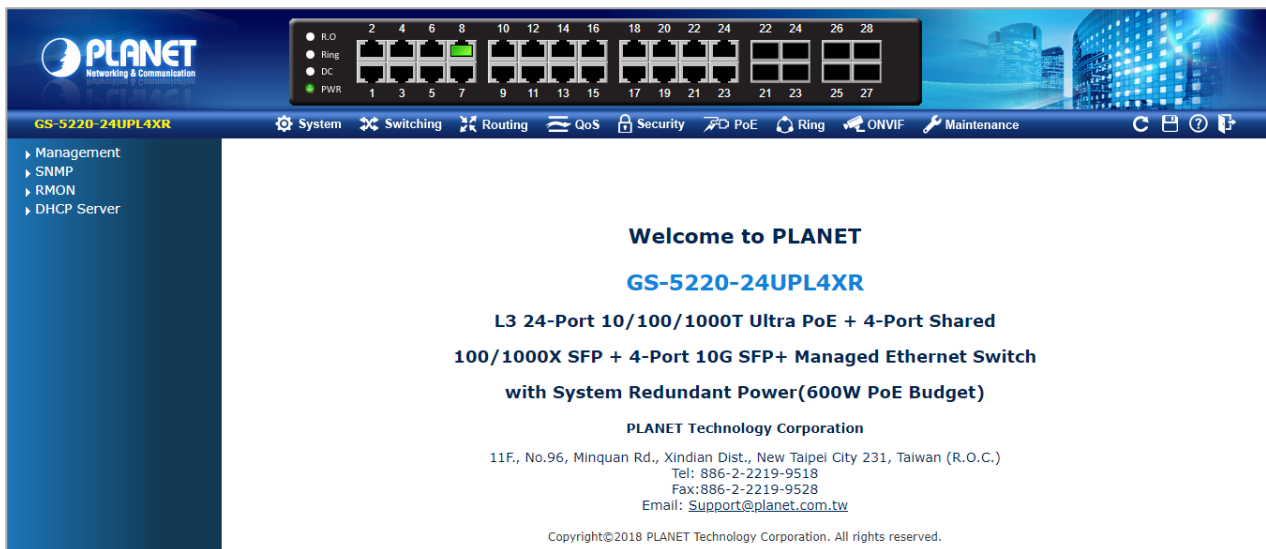 PLANET
Networking & Communication
R.O
Ring
DC
PWR
2 4 6 8 10 12 14 16 18 20 22 24 22 24 26 28
1 3 5 7 9 11 13 15 17 19 21 23 21 23 25 27
GS-5220-24UPL4XR
System Switching Routing QoS Security PoE Ring ONVIF Maintenance
Management
SNMP
RMON
DHCP Server
Welcome to PLANET
GS-5220-24UPL4XR
L3 24-Port 10/100/1000T Ultra PoE + 4-Port Shared
100/1000X SFP + 4-Port 10G SFP+ Managed Ethernet Switch
with System Redundant Power(600W PoE Budget)
PLANET Technology Corporation
11F., No.96, Minquan Rd., Xindian Dist., New Taipei City 231, Taiwan (R.O.C.)
Tel: 886-2-2219-9518
Fax:886-2-2219-9528
Email: Support@planet.com.tw
Copyright©2018 PLANET Technology Corporation. All rights reserved.